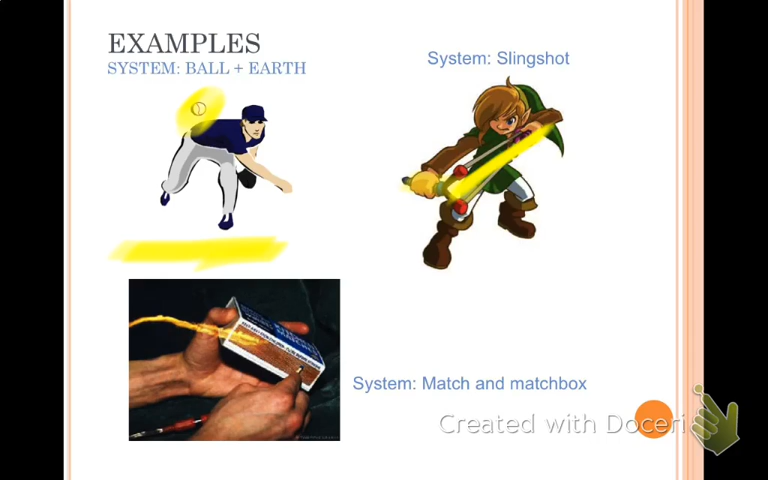 EXAMPLES
SYSTEM: BALL + EARTH
System: Slingshot
System: Match and matchbox
Created with Doceri